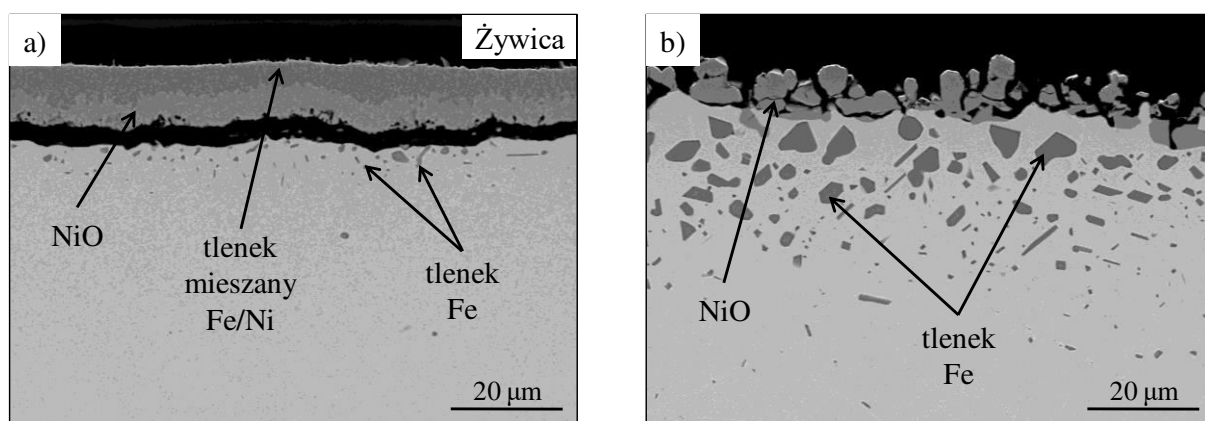 a)
Żywica
NiO
tlenek
mieszany
Fe/Ni
tlenek
Fe
20 µm
b)
NiO
tlenek
Fe
20 µm